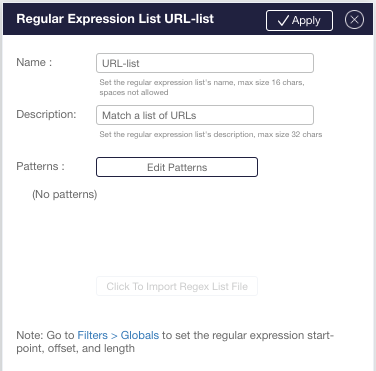 Regular Expression List URL-list
Apply
Name :
URL-list
Set the regular expression list's name, max size 16 chars,
spaces not allowed
Description:
Match a list of URLs
Set the regular expression list's description, max size 32 chars
Patterns :
Edit Patterns
(No patterns)
Click To Import Regex List File
Note: Go to Filters > Globals to set the regular expression start-
point, offset, and length